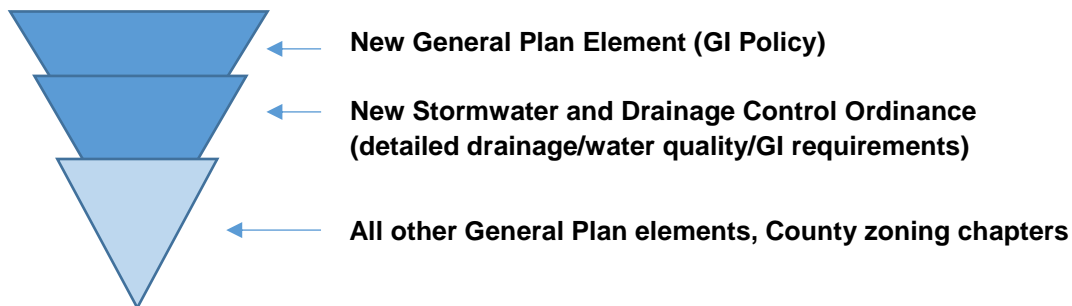 New General Plan Element (GI Policy)
New Stormwater and Drainage Control Ordinance
(detailed drainage/water quality/GI requirements)
All other General Plan elements, County zoning chapters